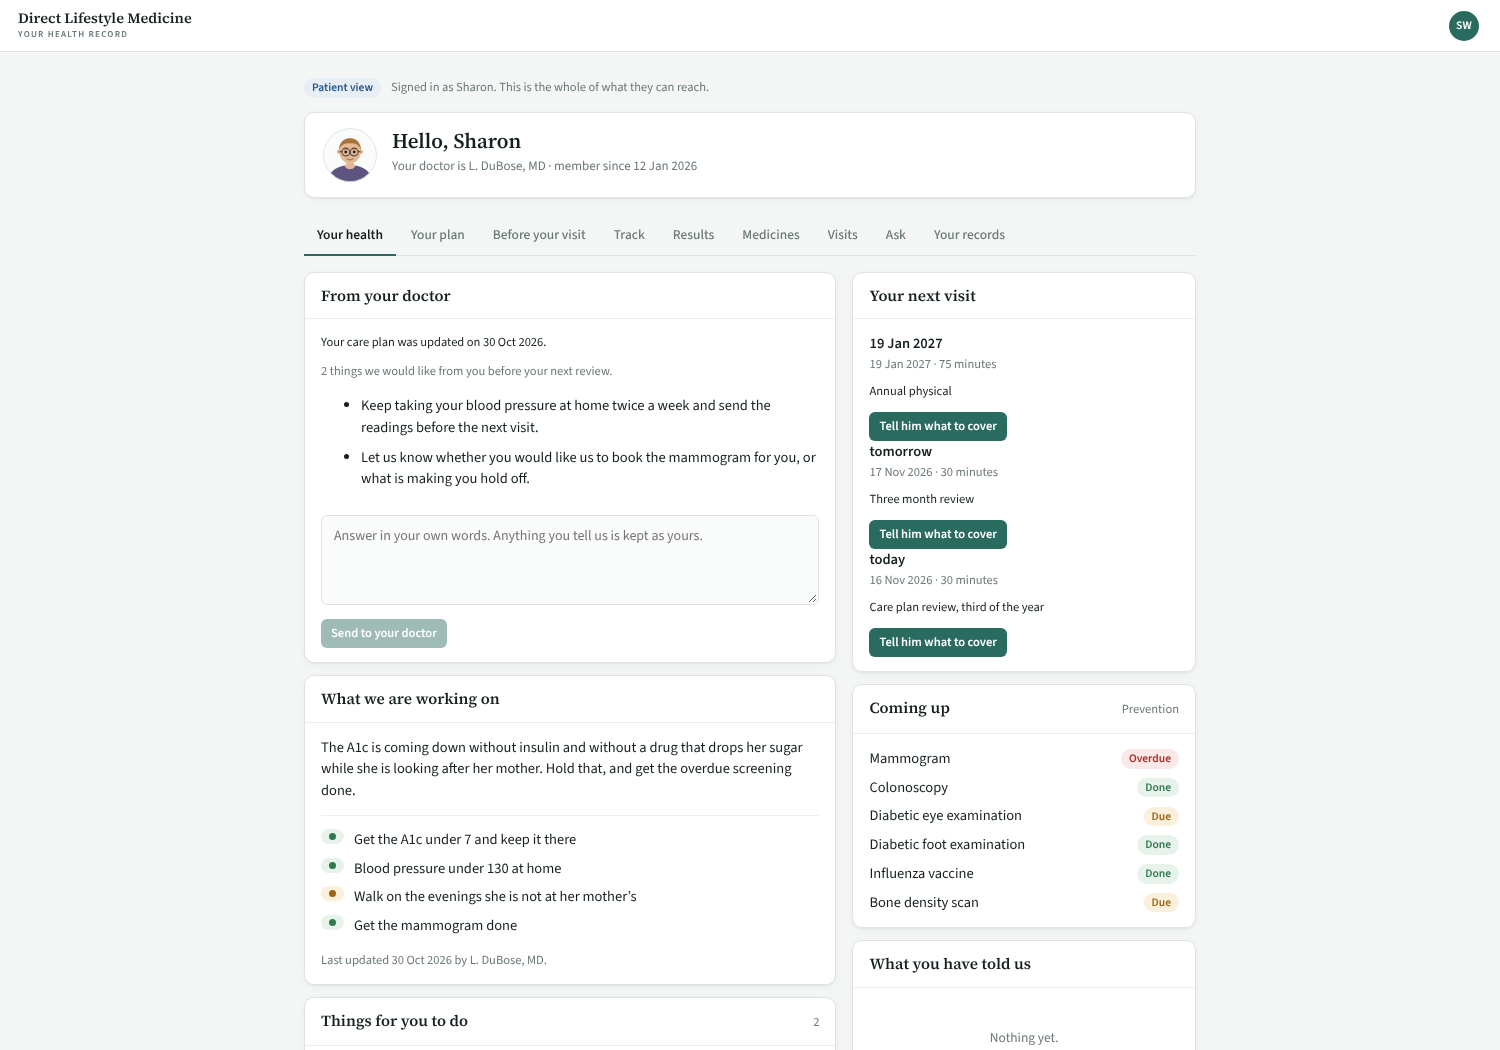 Direct Lifestyle Medicine
YOUR HEALTH RECORD
SW
Patient view
Signed in as Sharon. This is the whole of what they can reach.
Hello, Sharon
Your doctor is L. DuBose, MD · member since 12 Jan 2026
Your health
Your plan
Before your visit
Track
Results
Medicines
Visits
Ask
Your records
From your doctor
Your care plan was updated on 30 Oct 2026.
2 things we would like from you before your next review.
• Keep taking your blood pressure at home twice a week and send the
readings before the next visit.
• Let us know whether you would like us to book the mammogram for you, or
what is making you hold off.
Answer in your own words. Anything you tell us is kept as yours.
Send to your doctor
What we are working on
The A1c is coming down without insulin and without a drug that drops her sugar
while she is looking after her mother. Hold that, and get the overdue screening
done.
Get the A1c under 7 and keep it there
Blood pressure under 130 at home
Walk on the evenings she is not at her mother’s
Get the mammogram done
Last updated 30 Oct 2026 by L. DuBose, MD.
Things for you to do
2
Your next visit
19 Jan 2027
19 Jan 2027 · 75 minutes
Annual physical
Tell him what to cover
tomorrow
17 Nov 2026 · 30 minutes
Three month review
Tell him what to cover
today
16 Nov 2026 · 30 minutes
Care plan review, third of the year
Tell him what to cover
Coming up
Prevention
Mammogram
Overdue
Colonoscopy
Done
Diabetic eye examination
Due
Diabetic foot examination
Done
Influenza vaccine
Done
Bone density scan
Due
What you have told us
Nothing yet.